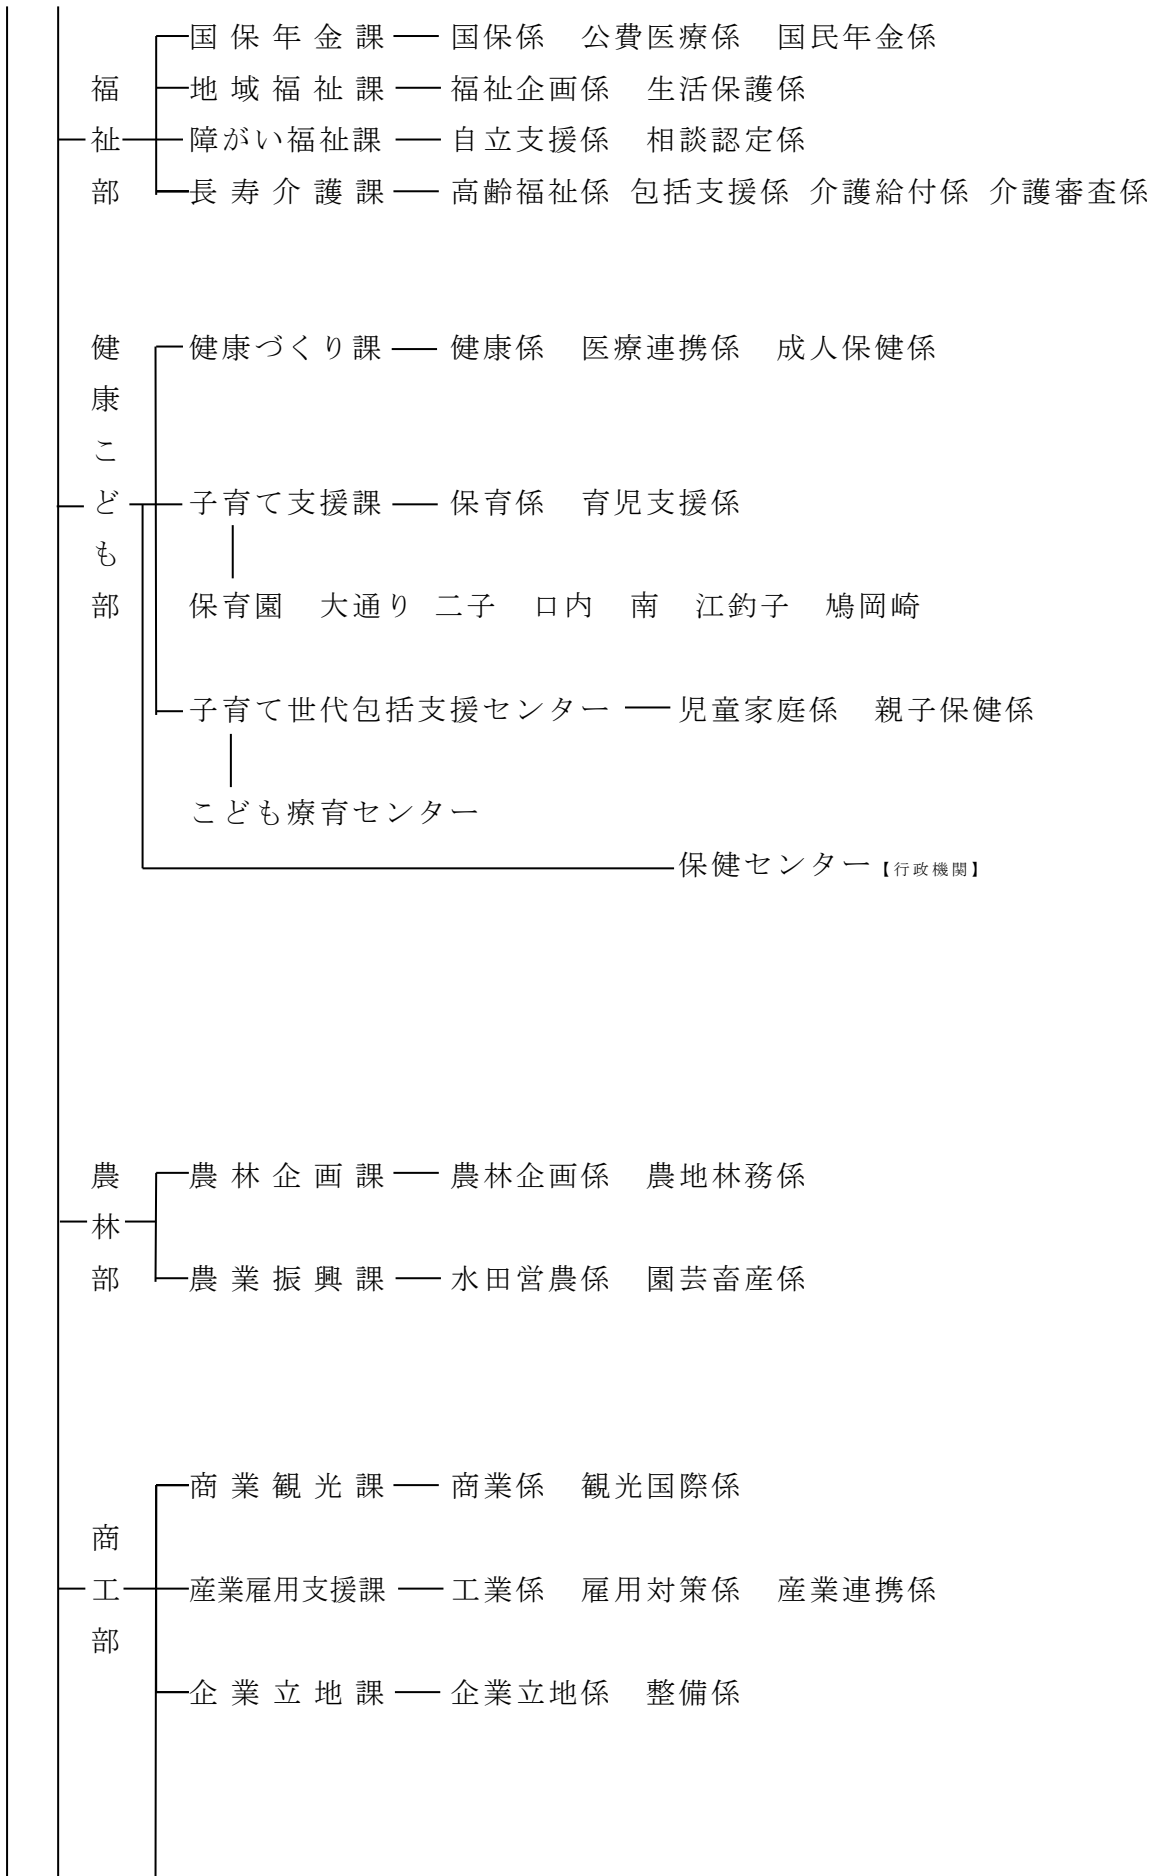 福祉部
国保年金課 国保係 公費医療係 国民年金係
地域福祉課 福祉企画係 生活保護係
障がい福祉課 自立支援係 相談認定係
長寿介護課 高齢福祉係 包括支援係 介護給付係 介護審査係
健康こども部
健康づくり課 健康係 医療連携係 成人保健係
子育て支援課 保育係 育児支援係
保育園 大通り 二子 口内 南 江釣子 鳩岡崎
子育て世代包括支援センター 児童家庭係 親子保健係
こども療育センター
保健センター【行政機関】
農林部
農林企画課 農林企画係 農地林務係
農業振興課 水田営農係 園芸畜産係
商工部
商業観光課 商業係 観光国際係
産業雇用支援課 工業係 雇用対策係 産業連携係
企業立地課 企業立地係 整備係